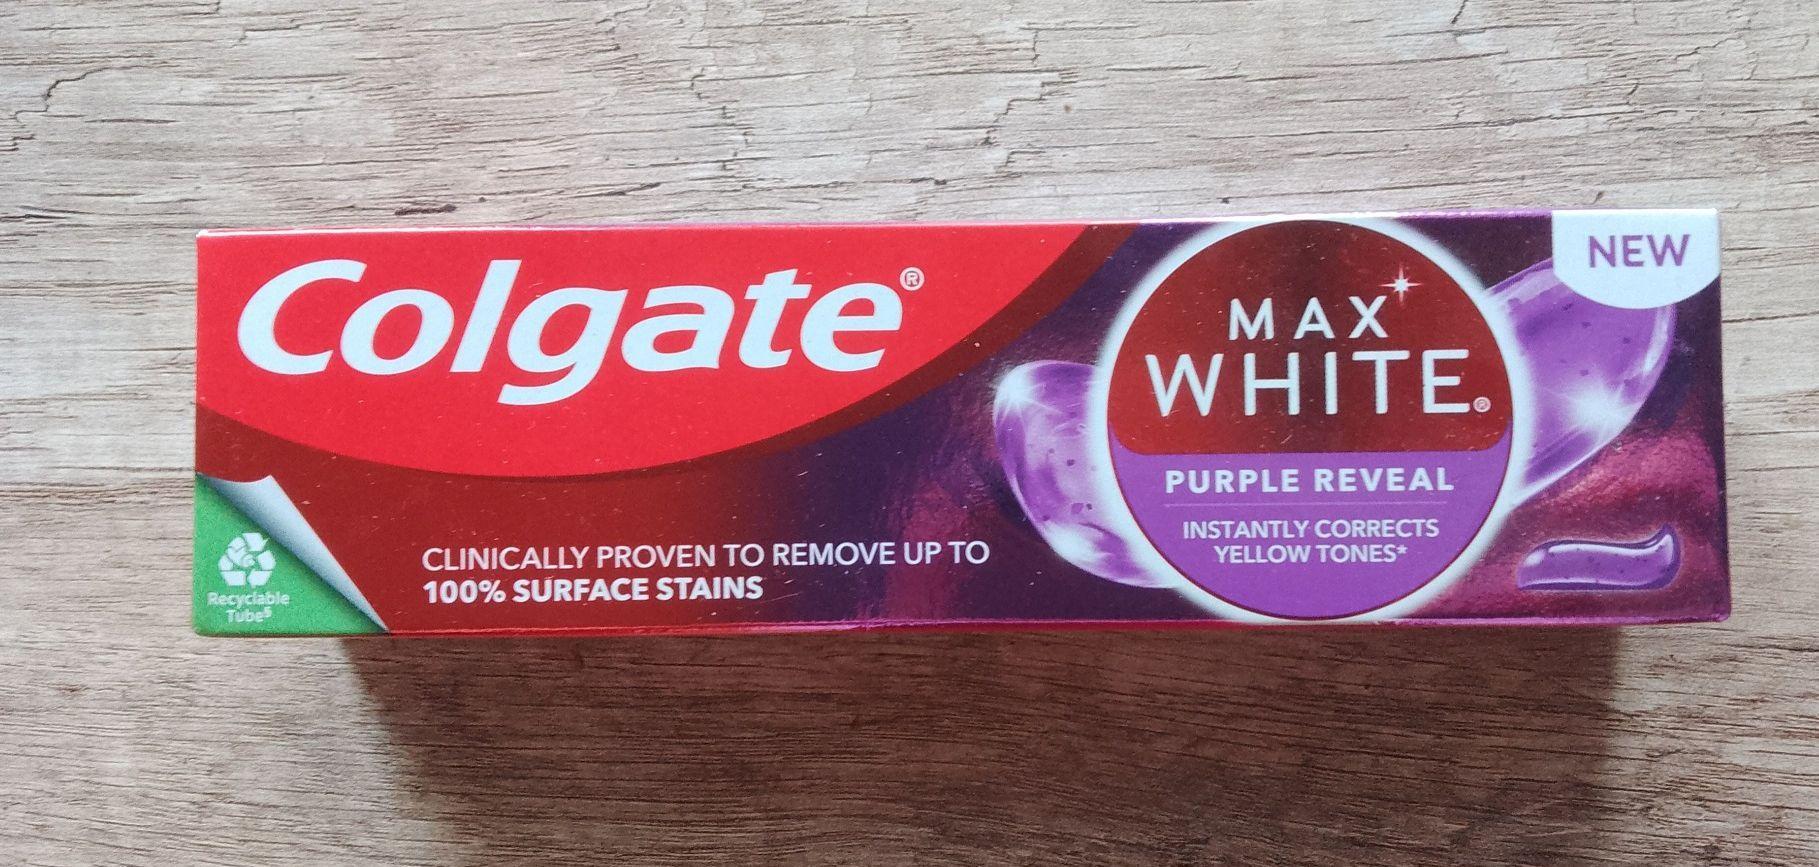 Colgate®
MAX
WHITE®
PURPLE REVEAL
INSTANTLY CORRECTS
YELLOW TONES*
NEW
CLINICALLY PROVEN TO REMOVE UP TO
100% SURFACE STAINS
Recyclable
Tube§